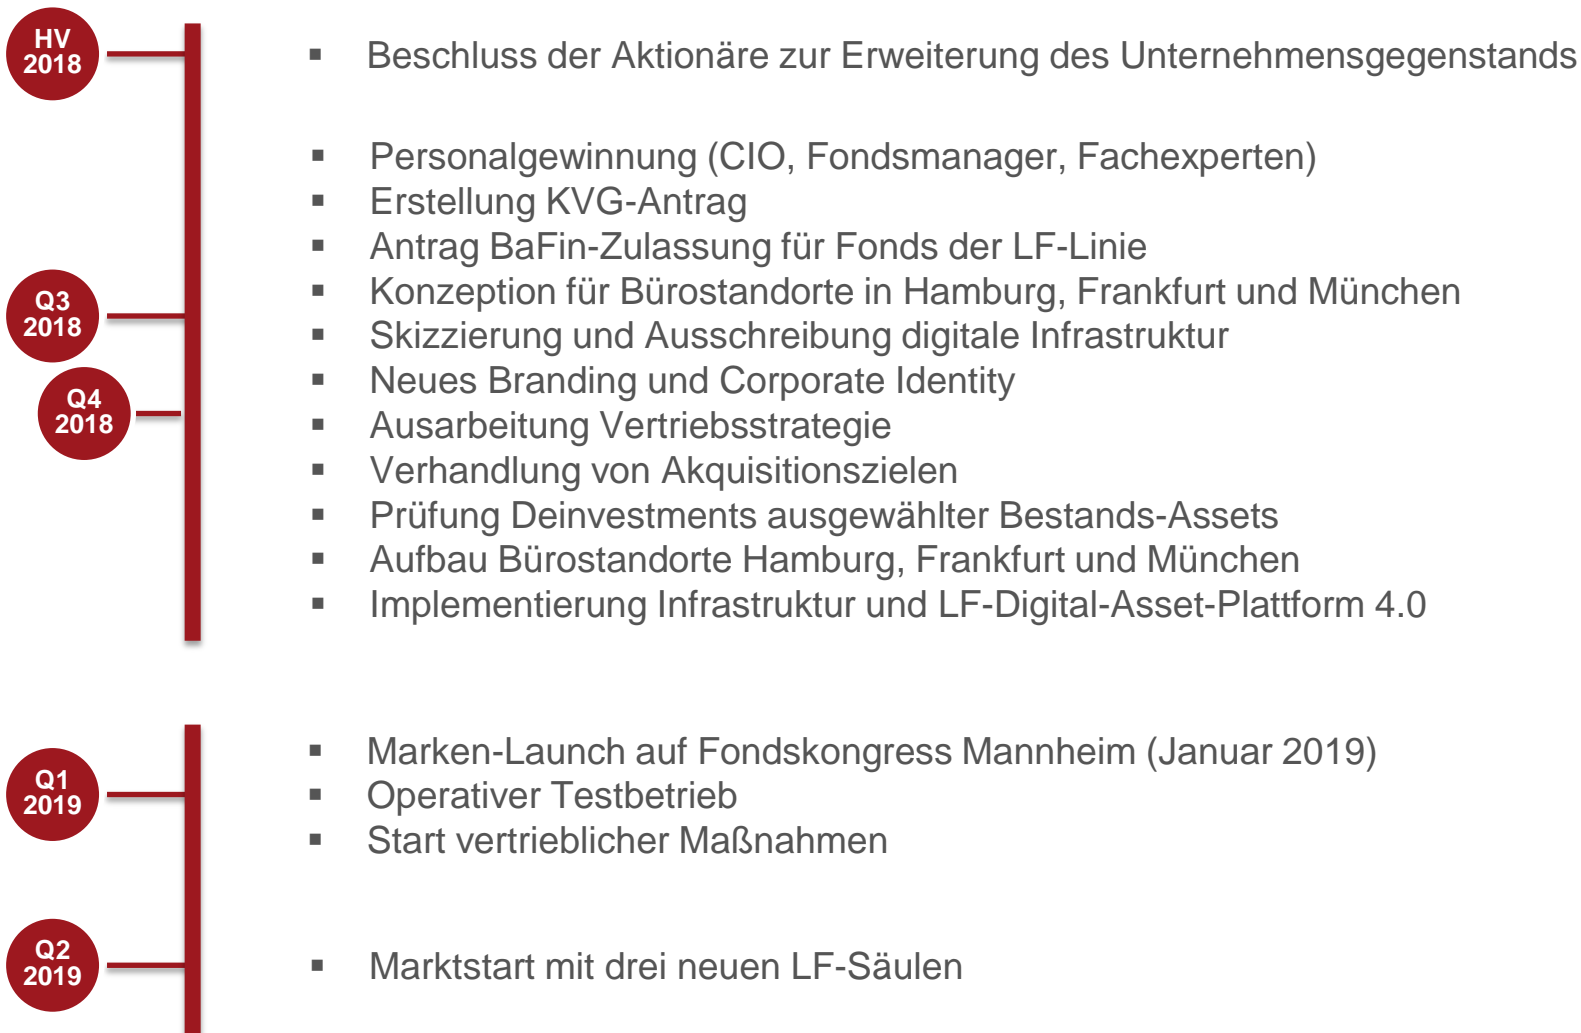 HV
2018
▪ Beschluss der Aktionäre zur Erweiterung des Unternehmensgegenstands
▪ Personalgewinnung (CIO, Fondsmanager, Fachexperten)
▪ Erstellung KVG-Antrag
▪ Antrag BaFin-Zulassung für Fonds der LF-Linie
Q3
2018
▪ Konzeption für Bürostandorte in Hamburg, Frankfurt und München
▪ Skizzierung und Ausschreibung digitale Infrastruktur
▪ Neues Branding und Corporate Identity
Q4
2018
▪ Ausarbeitung Vertriebsstrategie
▪ Verhandlung von Akquisitionszielen
▪ Prüfung Deinvestments ausgewählter Bestands-Assets
▪ Aufbau Bürostandorte Hamburg, Frankfurt und München
▪ Implementierung Infrastruktur und LF-Digital-Asset-Plattform 4.0
Q1
2019
▪ Marken-Launch auf Fondskongress Mannheim (Januar 2019)
▪ Operativer Testbetrieb
▪ Start vertrieblicher Maßnahmen
Q2
2019
▪ Marktstart mit drei neuen LF-Säulen